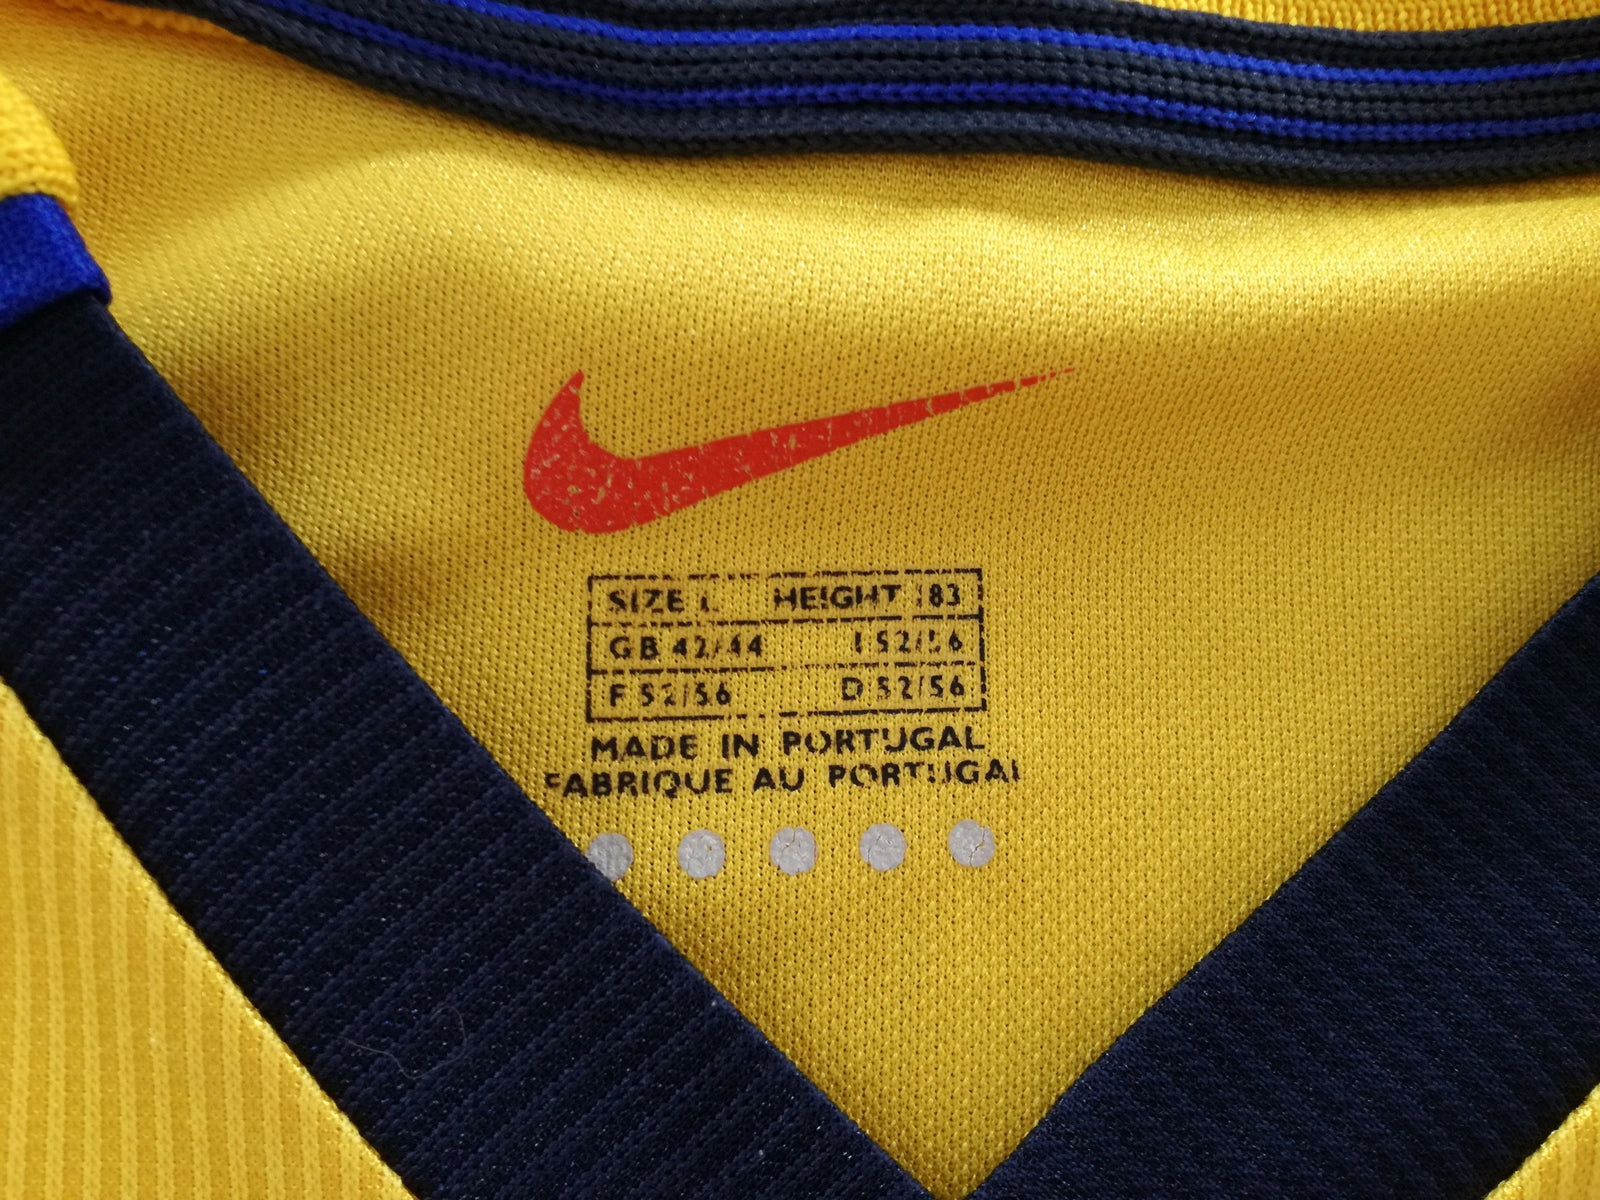 SIZE L HEIGHT 183
GB 42/44 I 52/56
F 52/56 D 52/56
MADE IN PORTUGAL
FABRIQUE AU PORTUGAL